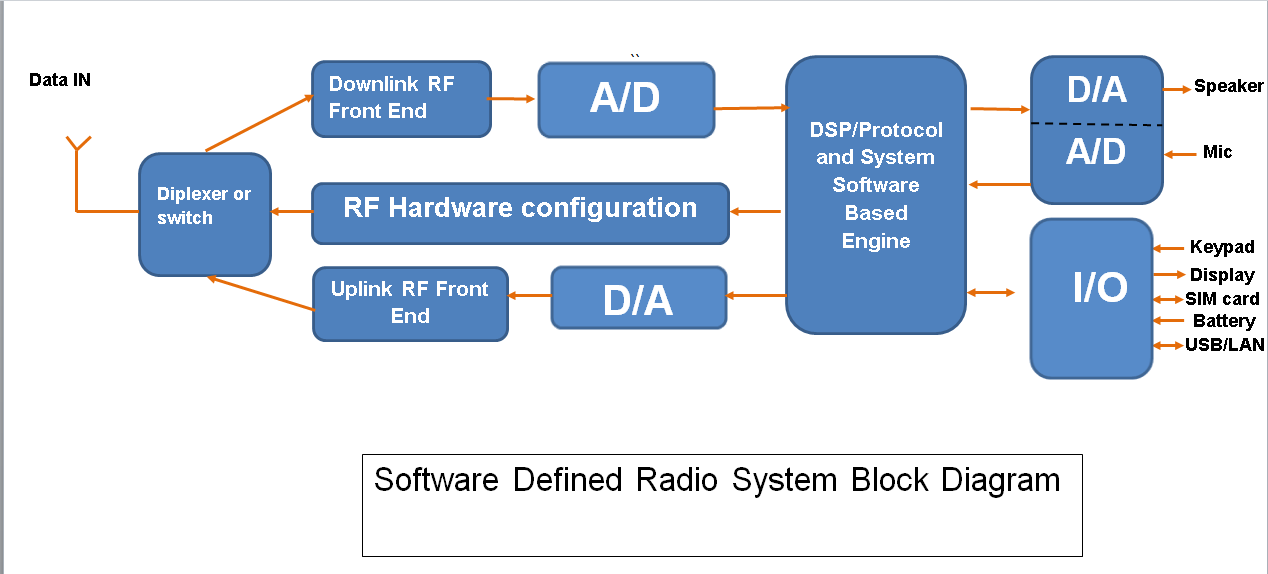 Data IN
Diplexer or
switch
Downlink RF
Front End
``
A/D
RF Hardware configuration
Uplink RF Front
End
D/A
DSP/Protocol
and System
Software
Based
Engine
D/A
A/D
Speaker
Mic
I/O
Keypad
Display
SIM card
Battery
USB/LAN
Software Defined Radio System Block Diagram